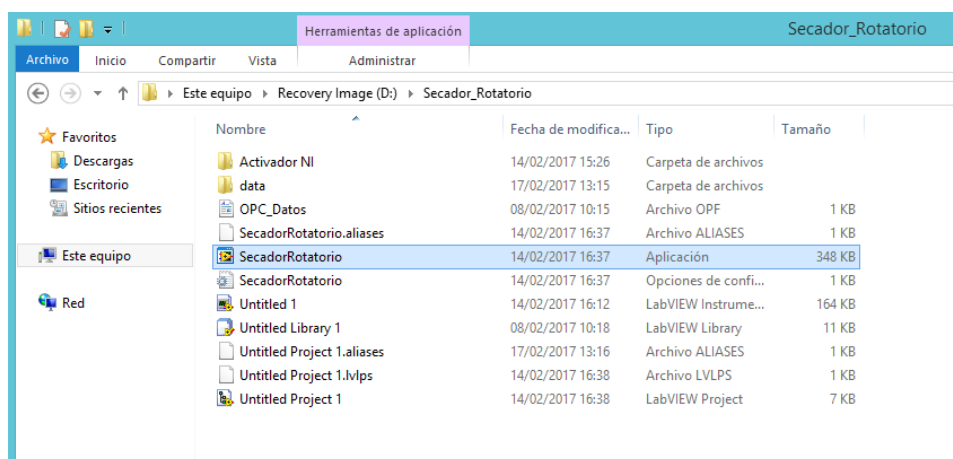 Herramientas de aplicación
Secador_Rotatorio
Archivo Inicio Compartir Vista Administrar
Este equipo Recovery Image (D:) Secador_Rotatorio
Favoritos
Descargas
Escritorio
Sitios recientes
Este equipo
Red
Nombre Fecha de modifica... Tipo Tamaño
Activador NI 14/02/2017 15:26 Carpeta de archivos
data 17/02/2017 13:15 Carpeta de archivos
OPC_Datos 08/02/2017 10:15 Archivo OPF 1 KB
SecadorRotatorio.aliases 14/02/2017 16:37 Archivo ALIASES 1 KB
SecadorRotatorio 14/02/2017 16:37 Aplicación 348 KB
SecadorRotatorio 14/02/2017 16:37 Opciones de confi... 1 KB
Untitled 1 14/02/2017 16:12 LabVIEW Instrume... 164 KB
Untitled Library 1 08/02/2017 10:18 LabVIEW Library 11 KB
Untitled Project 1.aliases 17/02/2017 13:16 Archivo ALIASES 1 KB
Untitled Project 1.lvlps 14/02/2017 16:38 Archivo LVLPS 1 KB
Untitled Project 1 14/02/2017 16:38 LabVIEW Project 7 KB